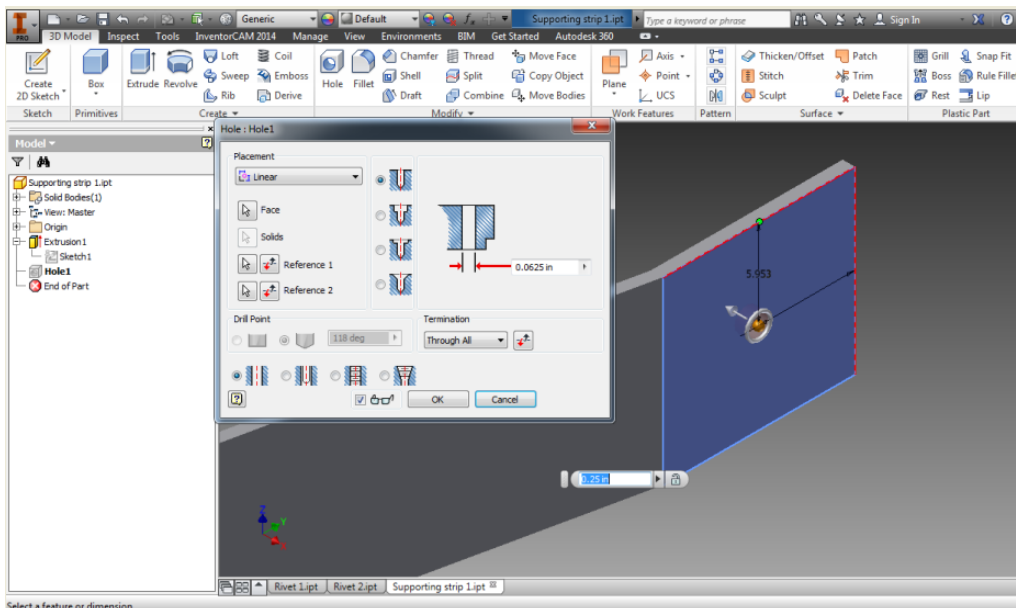 Generic
Default
Supporting strip 1.ipt
Type a keyword or phrase
Sign In
PRO
3D Model Inspect Tools InventorCAM 2014 Manage View Environments BIM Get Started Autodesk 360
Create
2D Sketch
Box
Extrude Revolve
Loft
Sweep
Rib
Coil
Emboss
Derive
Hole Fillet
Chamfer
Shell
Draft
Thread
Split
Combine
Move Face
Copy Object
Move Bodies
Plane
Axis
Point
UCS
Thicken/Offset
Stitch
Sculpt
Patch
Trim
Delete Face
Grill
Boss
Rest
Snap Fit
Rule Fille
Lip
Sketch Primitives Create Modify Work Features Pattern Surface Plastic Part
Model
Supporting strip 1.ipt
Solid Bodies(1)
View: Master
Origin
Extrusion1
Sketch1
Hole1
End of Part
Hole : Hole1
Placement
Linear
Face
Solids
Reference 1
Reference 2
0.0625 in
Drill Point
118 deg
Termination
Through All
OK Cancel
5.953
0.25 in
Z
Y
X
Rivet 1.ipt Rivet 2.ipt Supporting strip 1.ipt
Select a feature or dimension